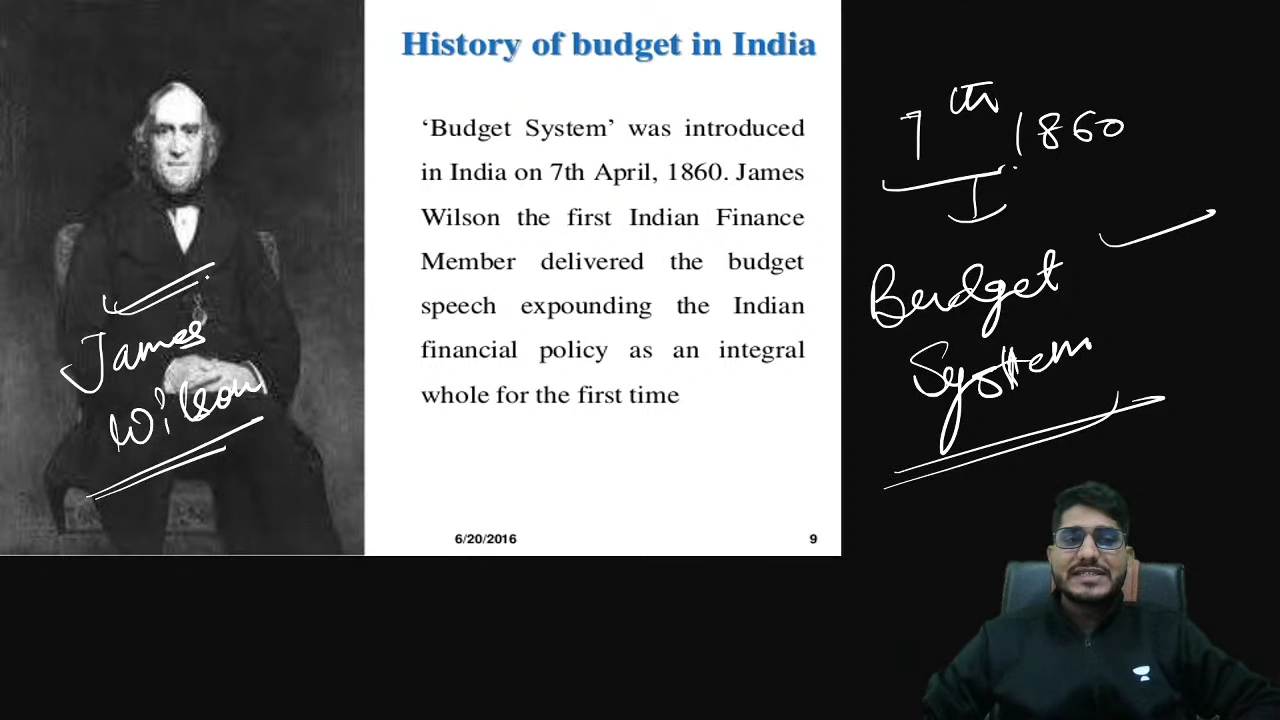 History of budget in India
‘Budget System’ was introduced
in India on 7th April, 1860. James
Wilson the first Indian Finance
Member delivered the budget
speech expounding the Indian
financial policy as an integral
whole for the first time
6/20/2016
9
James
Wilson
7th 1860
Budget
System